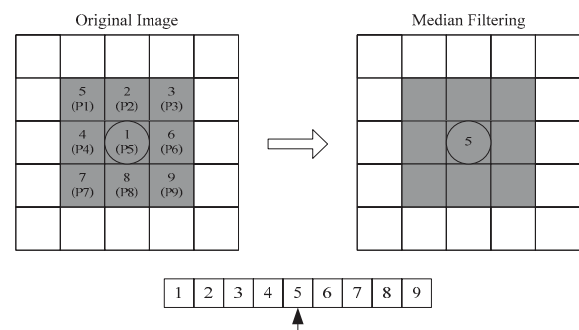 Original Image
Median Filtering
5 2 3
(P1) (P2) (P3)
4 1 6
(P4) (P5) (P6)
7 8 9
(P7) (P8) (P9)
5
1 2 3 4 5 6 7 8 9